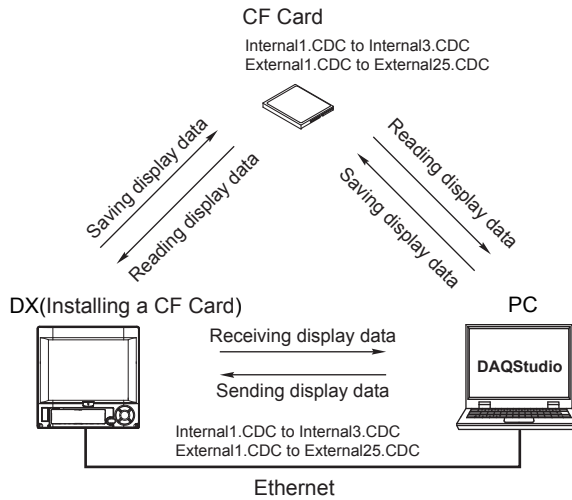 CF Card
Internal1.CDC to Internal3.CDC
External1.CDC to External25.CDC
Saving display data
Reading display data
Reading display data
Saving display data
DX(Installing a CF Card)
PC
Receiving display data
DAQStudio
Sending display data
Internal1.CDC to Internal3.CDC
External1.CDC to External25.CDC
Ethernet